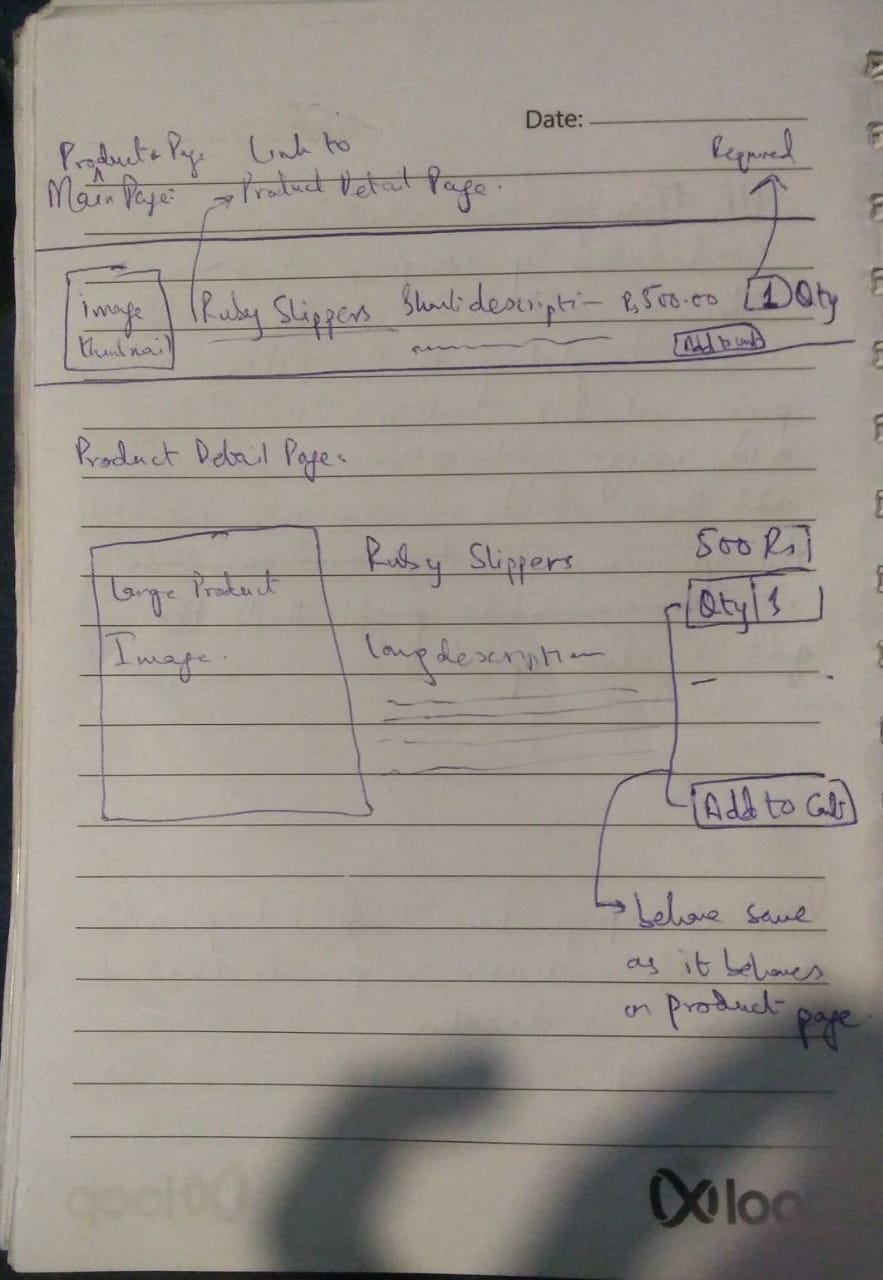 Date:
Product Page Link to Required
Main Page: Product Detail Page.
image Ruby Slippers Short description Rs 500.00 1 Qty
thumbnail Add to cart
Product Detail Page:
Ruby Slippers 500 Rs
Large Product Qty 1
Image. long description
Add to Cart
behave same
as it behaves
on product page.
loo